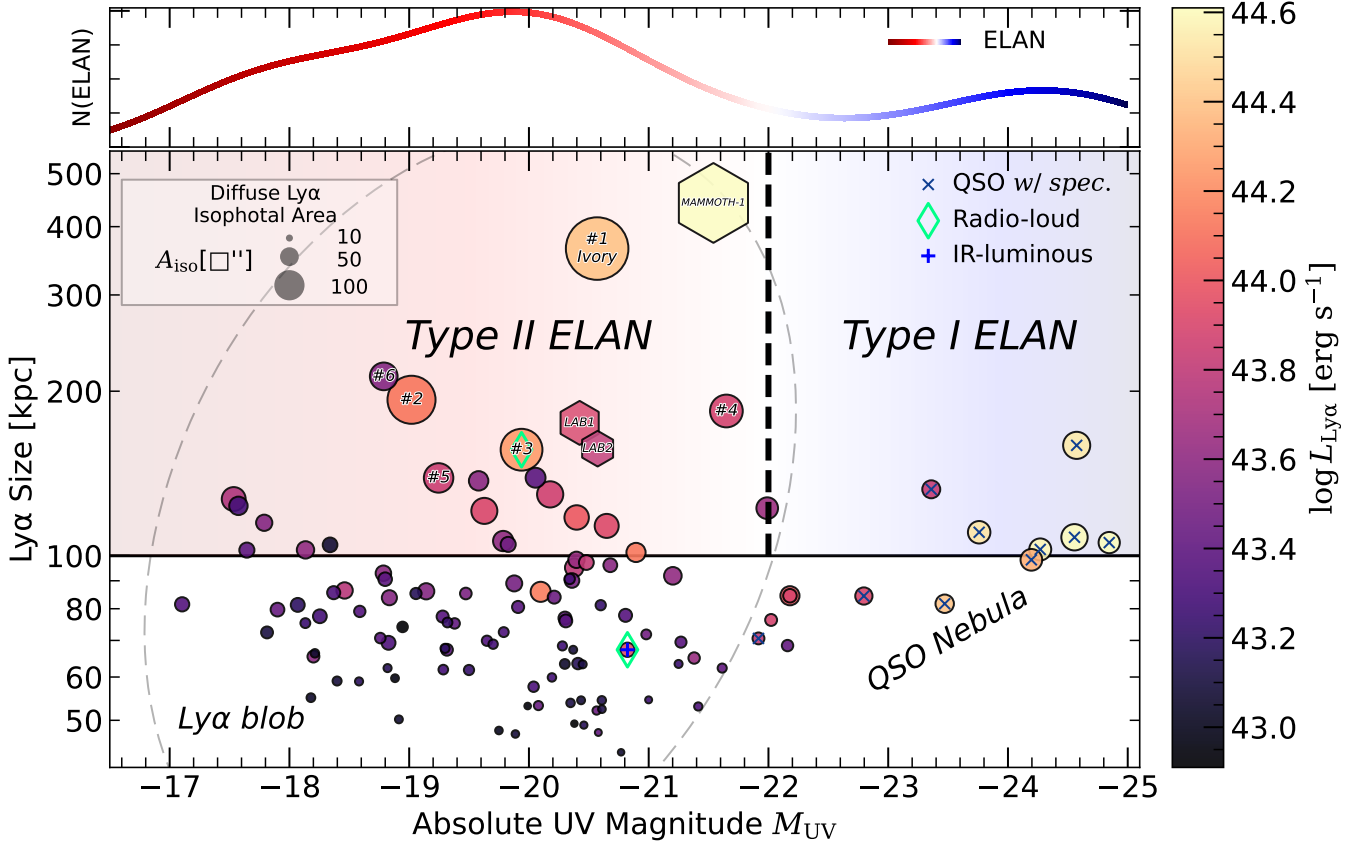 N(ELAN)
ELAN
500
400
300
200
100
80
60
50
Lyα Size [kpc]
Diffuse Lyα
Isophotal Area
A_iso[□'']
10
50
100
MAMMOTH-1
#1
Ivory
QSO w/ spec.
Radio-loud
IR-luminous
Type II ELAN
Type I ELAN
#6
#2
LAB1
#4
#3
LAB2
#5
QSO Nebula
Lyα blob
−17
−18
−19
−20
−21
−22
−23
−24
−25
Absolute UV Magnitude M_UV
44.6
44.4
44.2
44.0
43.8
43.6
43.4
43.2
43.0
log L_Lyα [erg s⁻¹]